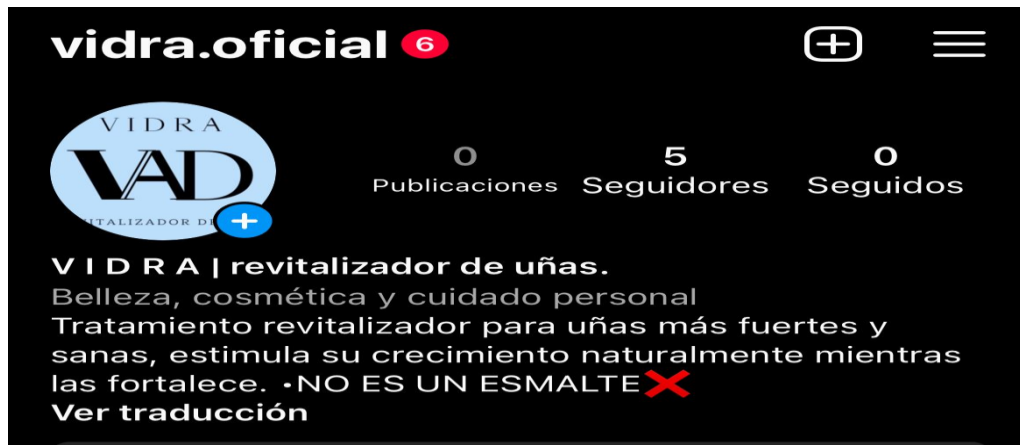 vidra.oficial 6
VIDRA
VAD
0 5 0
Publicaciones Seguidores Seguidos
V I D R A | revitalizador de uñas.
Belleza, cosmética y cuidado personal
Tratamiento revitalizador para uñas más fuertes y
sanas, estimula su crecimiento naturalmente mientras
las fortalece. •NO ES UN ESMALTE❌
Ver traducción